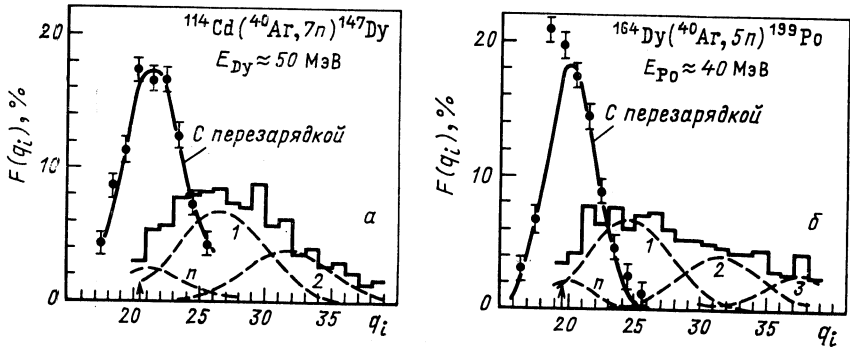 ¹¹⁴Cd(⁴⁰Ar, 7n)¹⁴⁷Dy
E_Dy ≈ 50 МэВ
С перезарядкой
а
1
2
n
F(q_i), %
20
10
0
20 25 30 35 q_i
¹⁶⁴Dy(⁴⁰Ar, 5n)¹⁹⁹Po
E_Po ≈ 40 МэВ
С перезарядкой
б
1
2
3
n
F(q_i), %
20
10
0
20 25 30 35 q_i